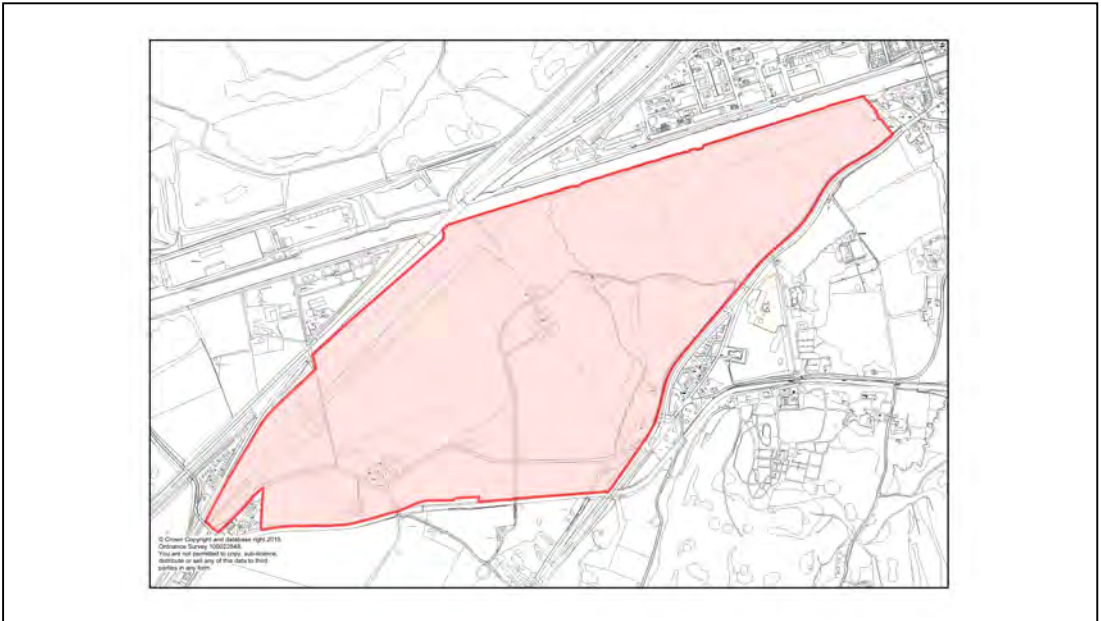 © Crown Copyright and database right 2015.
Ordnance Survey 100022648.
You are not permitted to copy, sub-licence,
distribute or sell any of this data to third
parties in any form.